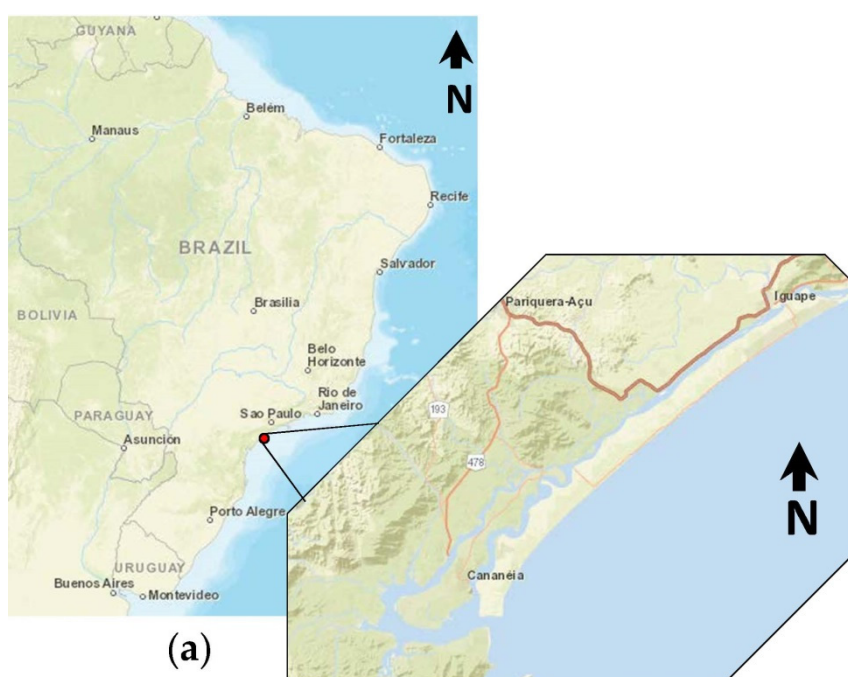 GUYANA
N
Belém
Manaus
Fortaleza
Recife
BRAZIL
Salvador
Brasilia
BOLIVIA
Belo
Horizonte
Rio de
Janeiro
Sao Paulo
PARAGUAY
Asunción
Porto Alegre
URUGUAY
Buenos Aires
Montevideo
(a)
Pariquera-Açu
Iguape
193
478
N
Cananéia